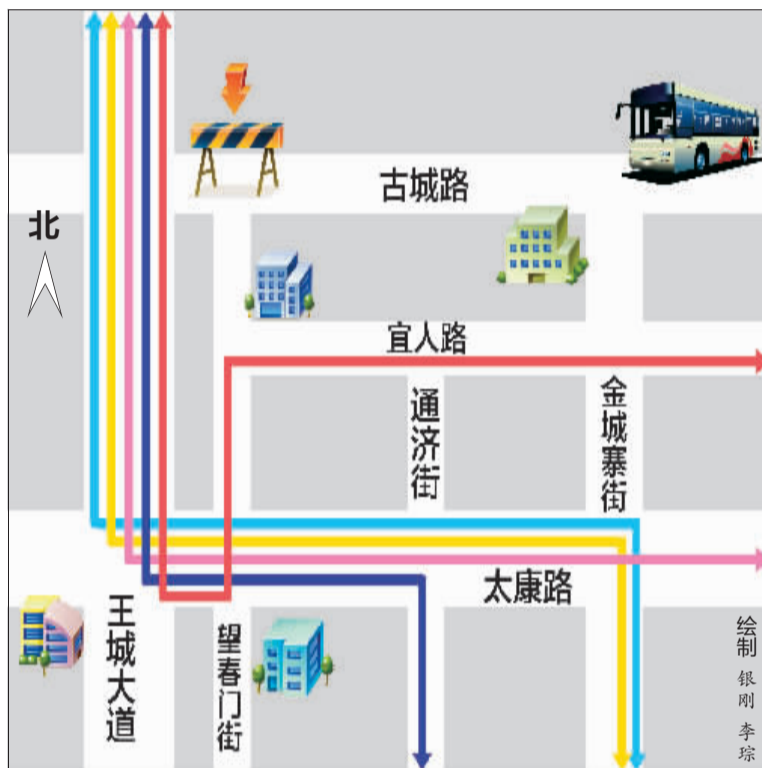 古城路
北
宜人路
通济街
金城寨街
太康路
王城大道
望春门街
绘制 银刚 李琮